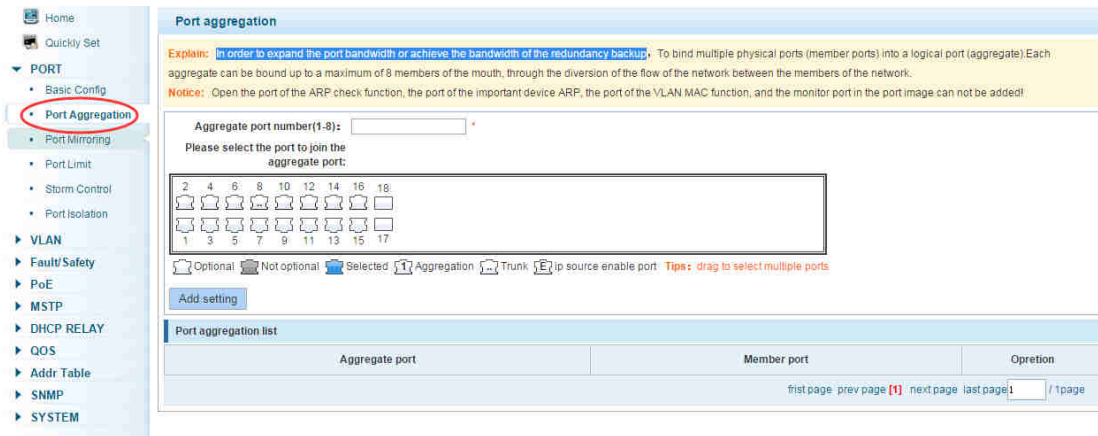 Home
Quickly Set
PORT
Basic Config
Port Aggregation
Port Mirroring
Port Limit
Storm Control
Port Isolation
VLAN
Fault/Safety
PoE
MSTP
DHCP RELAY
QOS
Addr Table
SNMP
SYSTEM
Port aggregation
Explain: In order to expand the port bandwidth or achieve the bandwidth of the redundancy backup, To bind multiple physical ports (member ports) into a logical port (aggregate).Each
aggregate can be bound up to a maximum of 8 members of the mouth, through the diversion of the flow of the network between the members of the network.
Notice: Open the port of the ARP check function, the port of the important device ARP, the port of the VLAN MAC function, and the monitor port in the port image can not be added!
Aggregate port number(1-8): *
Please select the port to join the
aggregate port:
2 4 6 8 10 12 14 16 18
1 3 5 7 9 11 13 15 17
Optional Not optional Selected 1 Aggregation .. Trunk E ip source enable port Tips: drag to select multiple ports
Add setting
Port aggregation list
Aggregate port Member port Opretion
frist page prev page [1] next page last page 1 / 1page